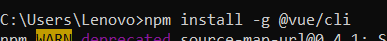 C:\Users\Lenovo>npm install -g @vue/cli
npm WARN deprecated source-map-url@0.4.1: S